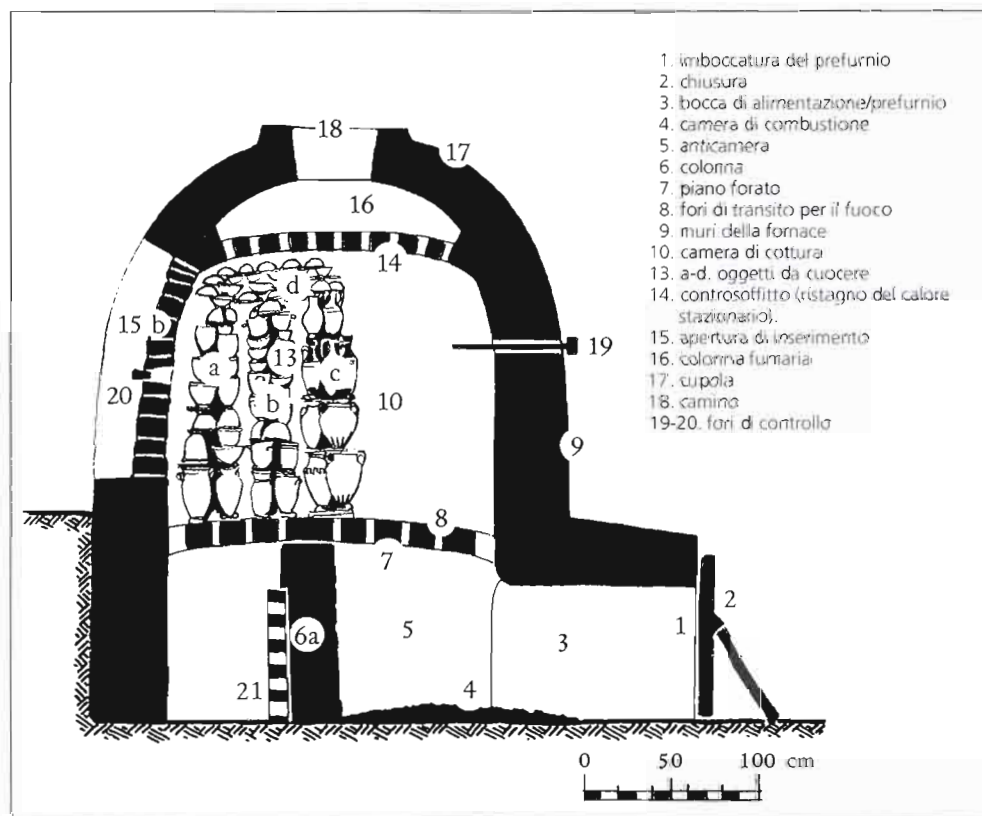 1. imboccatura del prefurnio
2. chiusura
3. bocca di alimentazione/prefurnio
4. camera di combustione
5. anticamera
6. colonna
7. piano forato
8. fori di transito per il fuoco
9. muri della fornace
10. camera di cottura
13. a-d. oggetti da cuocere
14. controsoffitto (ristagno del calore
stazionario).
15. apertura di inserimento
16. colonna fumaria
17. cupola
18. camino
19-20. fori di controllo
18
17
16
14
d
15 b
13
19
a
c
20
b
10
9
8
7
6a
5
3
1
2
21
4
0 50 100 cm